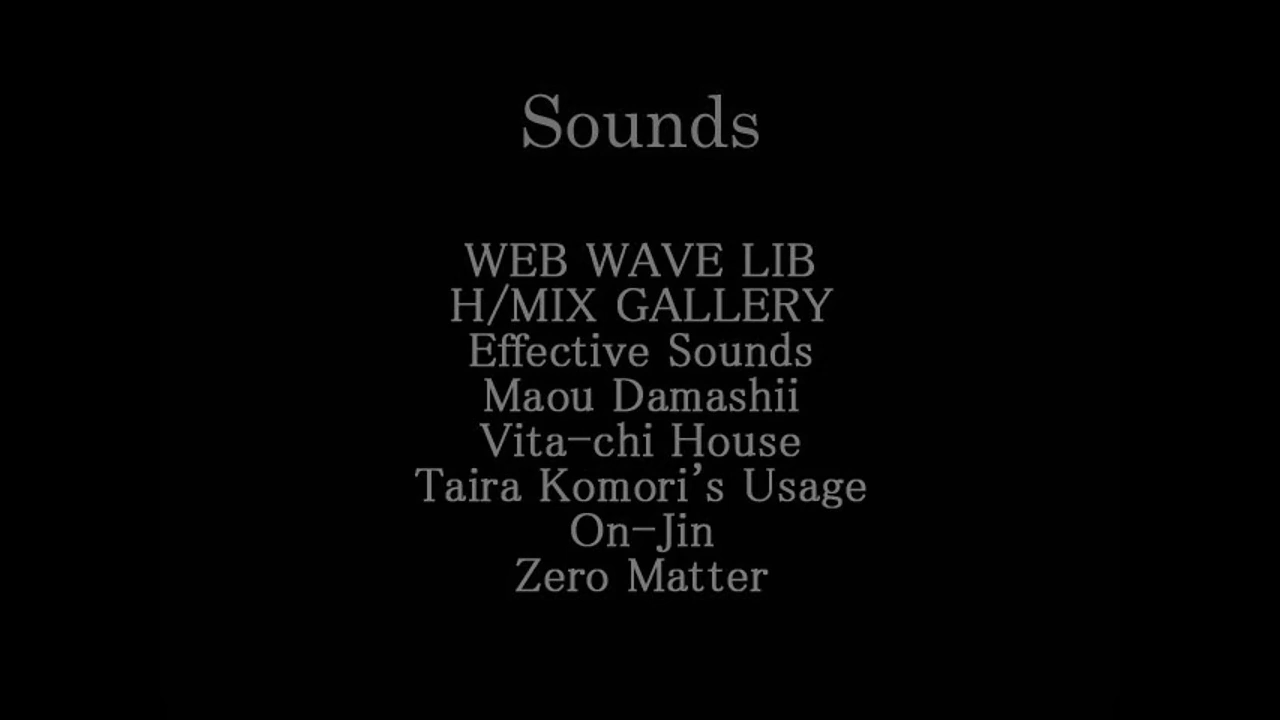 Sounds
WEB WAVE LIB
H/MIX GALLERY
Effective Sounds
Maou Damashii
Vita-chi House
Taira Komori's Usage
On-Jin
Zero Matter